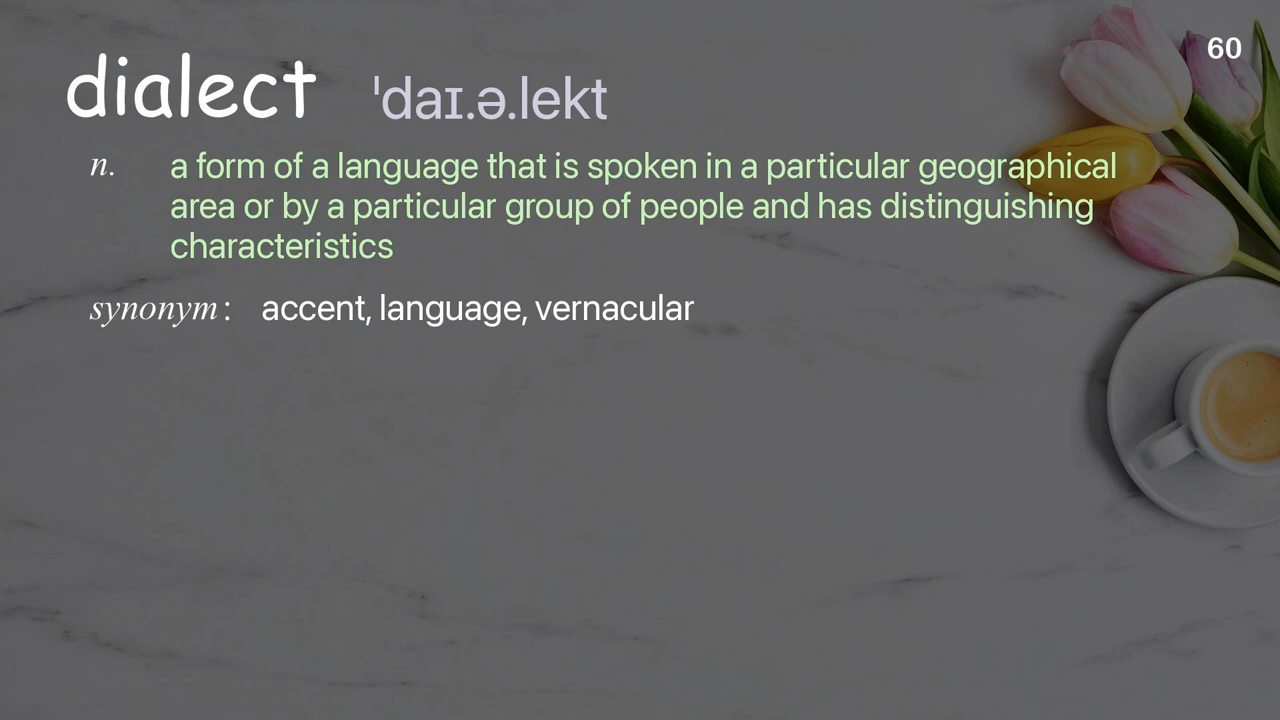 60
dialect ˈdaɪ.ə.lekt
n. a form of a language that is spoken in a particular geographical
area or by a particular group of people and has distinguishing
characteristics
synonym: accent, language, vernacular